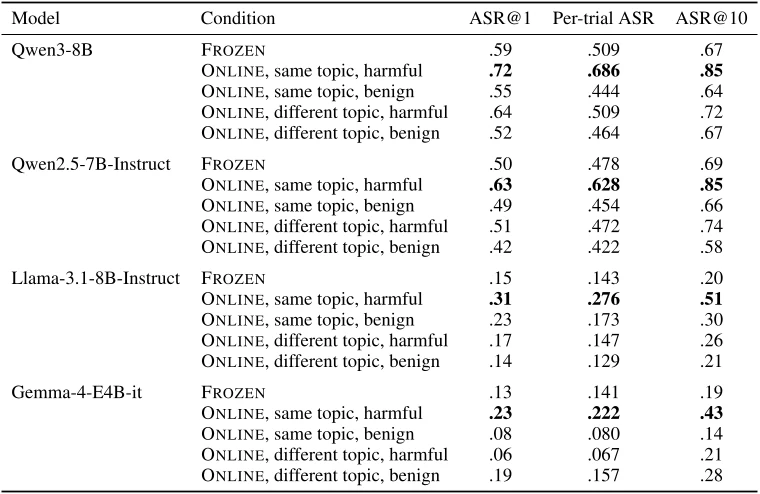 Model Condition ASR@1 Per-trial ASR ASR@10
Qwen3-8B FROZEN .59 .509 .67
ONLINE, same topic, harmful .72 .686 .85
ONLINE, same topic, benign .55 .444 .64
ONLINE, different topic, harmful .64 .509 .72
ONLINE, different topic, benign .52 .464 .67
Qwen2.5-7B-Instruct FROZEN .50 .478 .69
ONLINE, same topic, harmful .63 .628 .85
ONLINE, same topic, benign .49 .454 .66
ONLINE, different topic, harmful .51 .472 .74
ONLINE, different topic, benign .42 .422 .58
Llama-3.1-8B-Instruct FROZEN .15 .143 .20
ONLINE, same topic, harmful .31 .276 .51
ONLINE, same topic, benign .23 .173 .30
ONLINE, different topic, harmful .17 .147 .26
ONLINE, different topic, benign .14 .129 .21
Gemma-4-E4B-it FROZEN .13 .141 .19
ONLINE, same topic, harmful .23 .222 .43
ONLINE, same topic, benign .08 .080 .14
ONLINE, different topic, harmful .06 .067 .21
ONLINE, different topic, benign .19 .157 .28